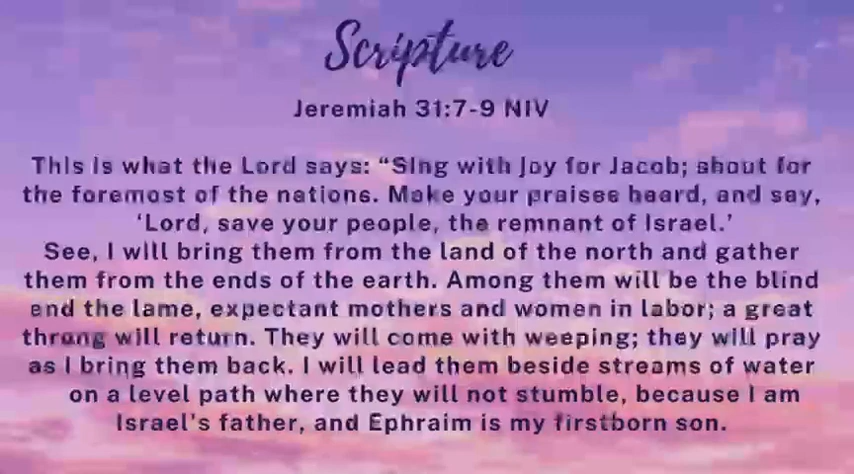 Scripture
Jeremiah 31:7-9 NIV
This is what the Lord says: “Sing with joy for Jacob; shout for
the foremost of the nations. Make your praises heard, and say,
‘Lord, save your people, the remnant of Israel.’
See, I will bring them from the land of the north and gather
them from the ends of the earth. Among them will be the blind
and the lame, expectant mothers and women in labor; a great
throng will return. They will come with weeping; they will pray
as I bring them back. I will lead them beside streams of water
on a level path where they will not stumble, because I am
Israel's father, and Ephraim is my firstborn son.